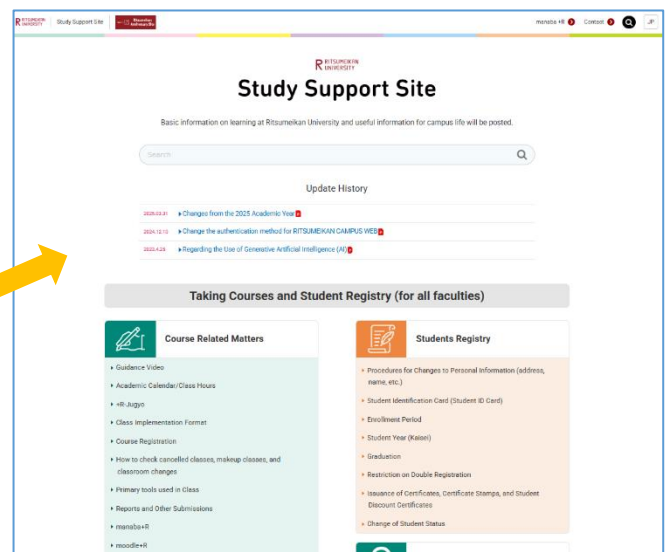 R RITSUMEIKAN UNIVERSITY
Study Support Site
manaba +R
Contact
JP
R RITSUMEIKAN UNIVERSITY
Study Support Site
Basic information on learning at Ritsumeikan University and useful information for campus life will be posted.
Search
Update History
▸Changes from the 2025 Academic Year
2024.12.13 ▸Change the authentication method for RITSUMEIKAN CAMPUS WEB
▸Regarding the Use of Generative Artificial Intelligence (AI)
Taking Courses and Student Registry (for all faculties)
Course Related Matters
Guidance Video
Academic Calendar/Class Hours
+R-Jugyo
Class Implementation Format
Course Registration
How to check cancelled classes, makeup classes, and
classroom changes
Primary tools used in Class
Reports and Other Submissions
manaba+R
moodle+R
Students Registry
Procedures for Changes to Personal Information (address,
name, etc.)
Student Identification Card (Student ID Card)
Enrollment Period
Student Year (Kaisei)
Graduation
Restriction on Double Registration
Issuance of Certificates, Certificate Stamps, and Student
Discount Certificates
Change of Student Status